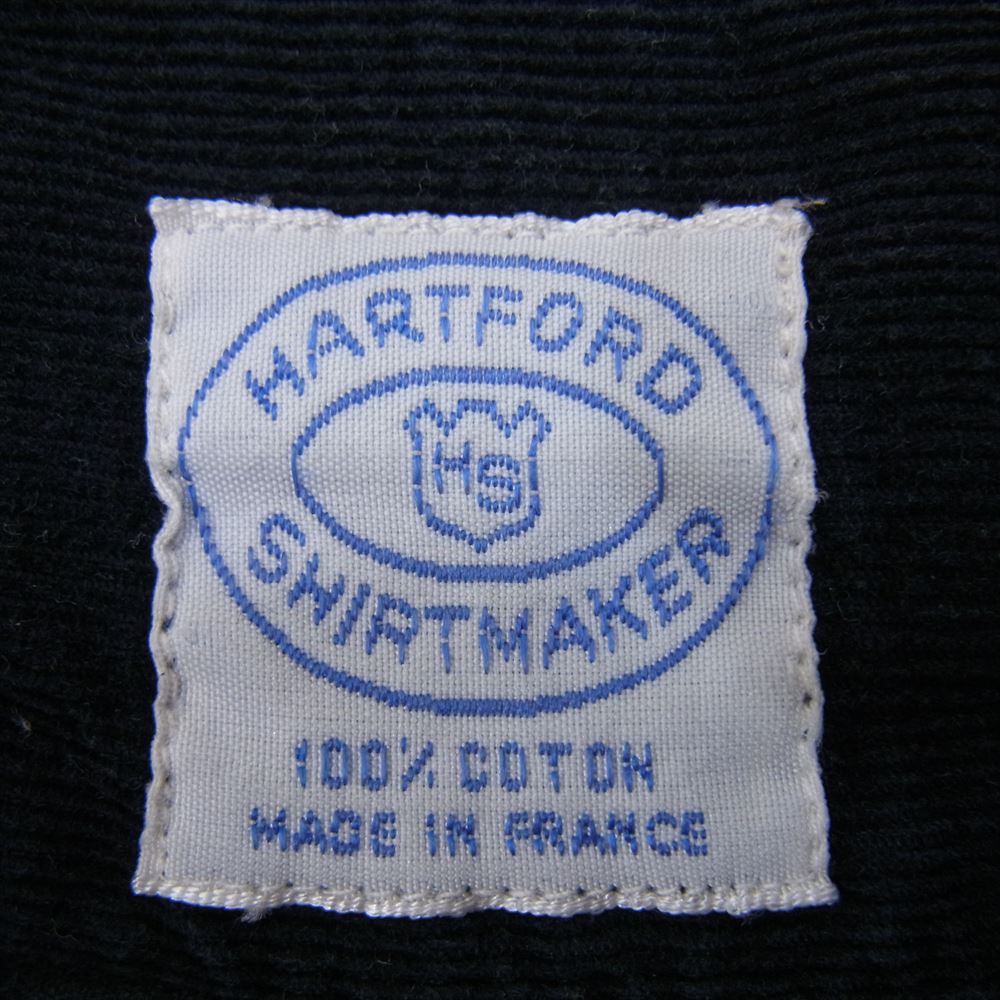 HARTFORD
HS
SHIRTMAKER
100% COTON
MADE IN FRANCE